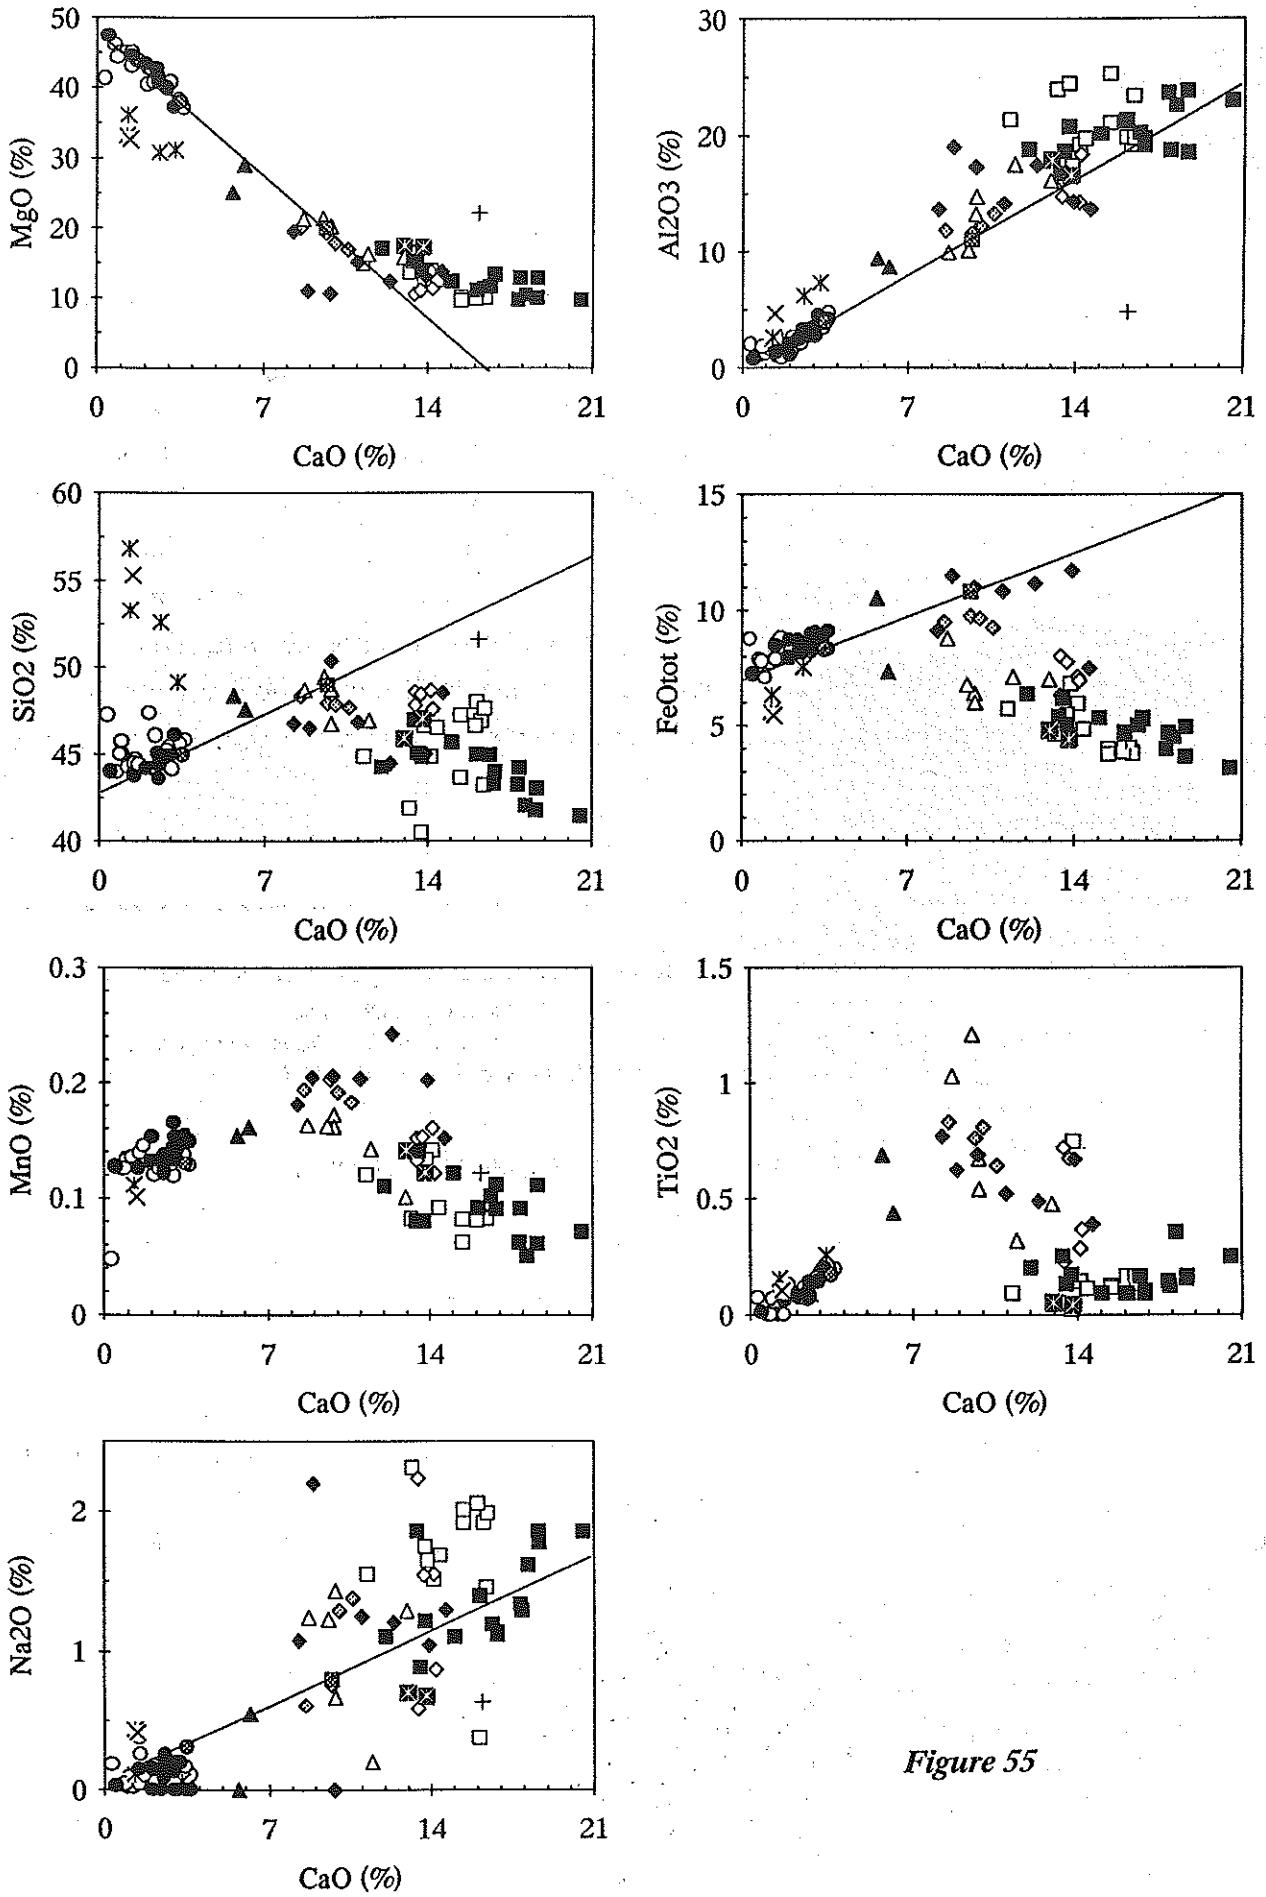 50
40
30
20
10
0
MgO (%)
0 7 14 21
CaO (%)
30
20
10
0
Al2O3 (%)
0 7 14 21
CaO (%)
60
55
50
45
40
SiO2 (%)
0 7 14 21
CaO (%)
15
10
5
0
FeOtot (%)
0 7 14 21
CaO (%)
0.3
0.2
0.1
0
MnO (%)
0 7 14 21
CaO (%)
1.5
1
0.5
0
TiO2 (%)
0 7 14 21
CaO (%)
2
1
0
Na2O (%)
0 7 14 21
CaO (%)
Figure 55